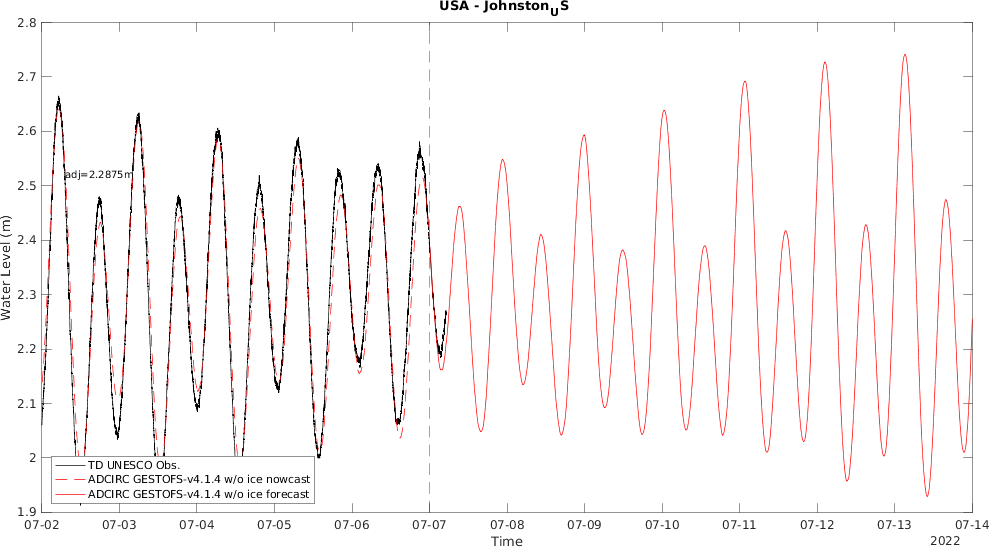 USA - Johnston_US
2.8
2.7
2.6
2.5
2.4
2.3
2.2
2.1
2
1.9
Water Level (m)
adj=2.2875m
TD UNESCO Obs.
ADCIRC GESTOFS-v4.1.4 w/o ice nowcast
ADCIRC GESTOFS-v4.1.4 w/o ice forecast
07-02 07-03 07-04 07-05 07-06 07-07 07-08 07-09 07-10 07-11 07-12 07-13 07-14
Time
2022